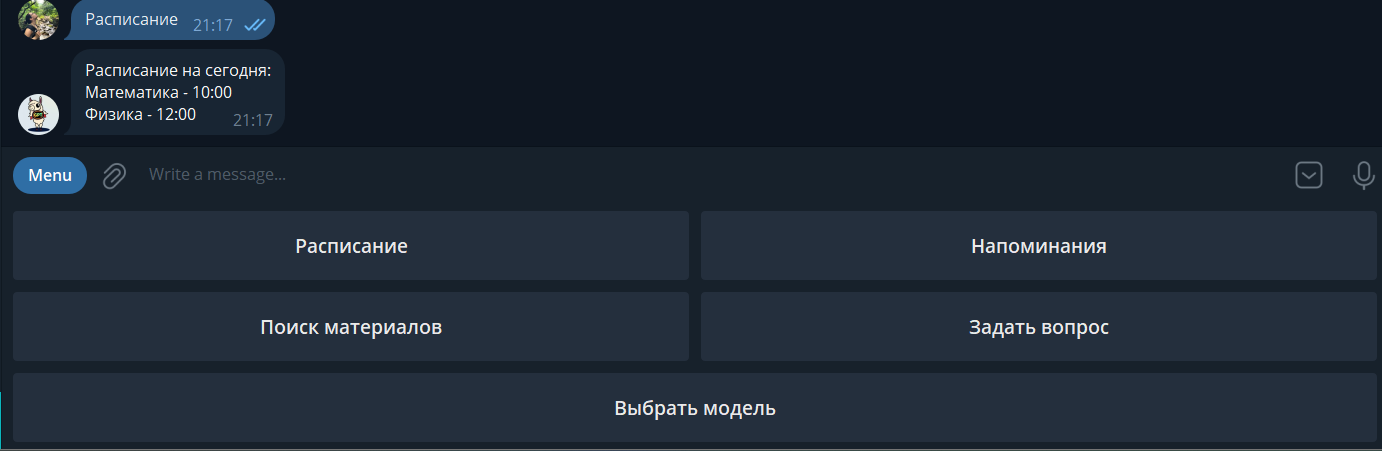 Расписание
21:17
Расписание на сегодня:
Математика - 10:00
Физика - 12:00
21:17
Menu
Write a message...
Расписание
Напоминания
Поиск материалов
Задать вопрос
Выбрать модель